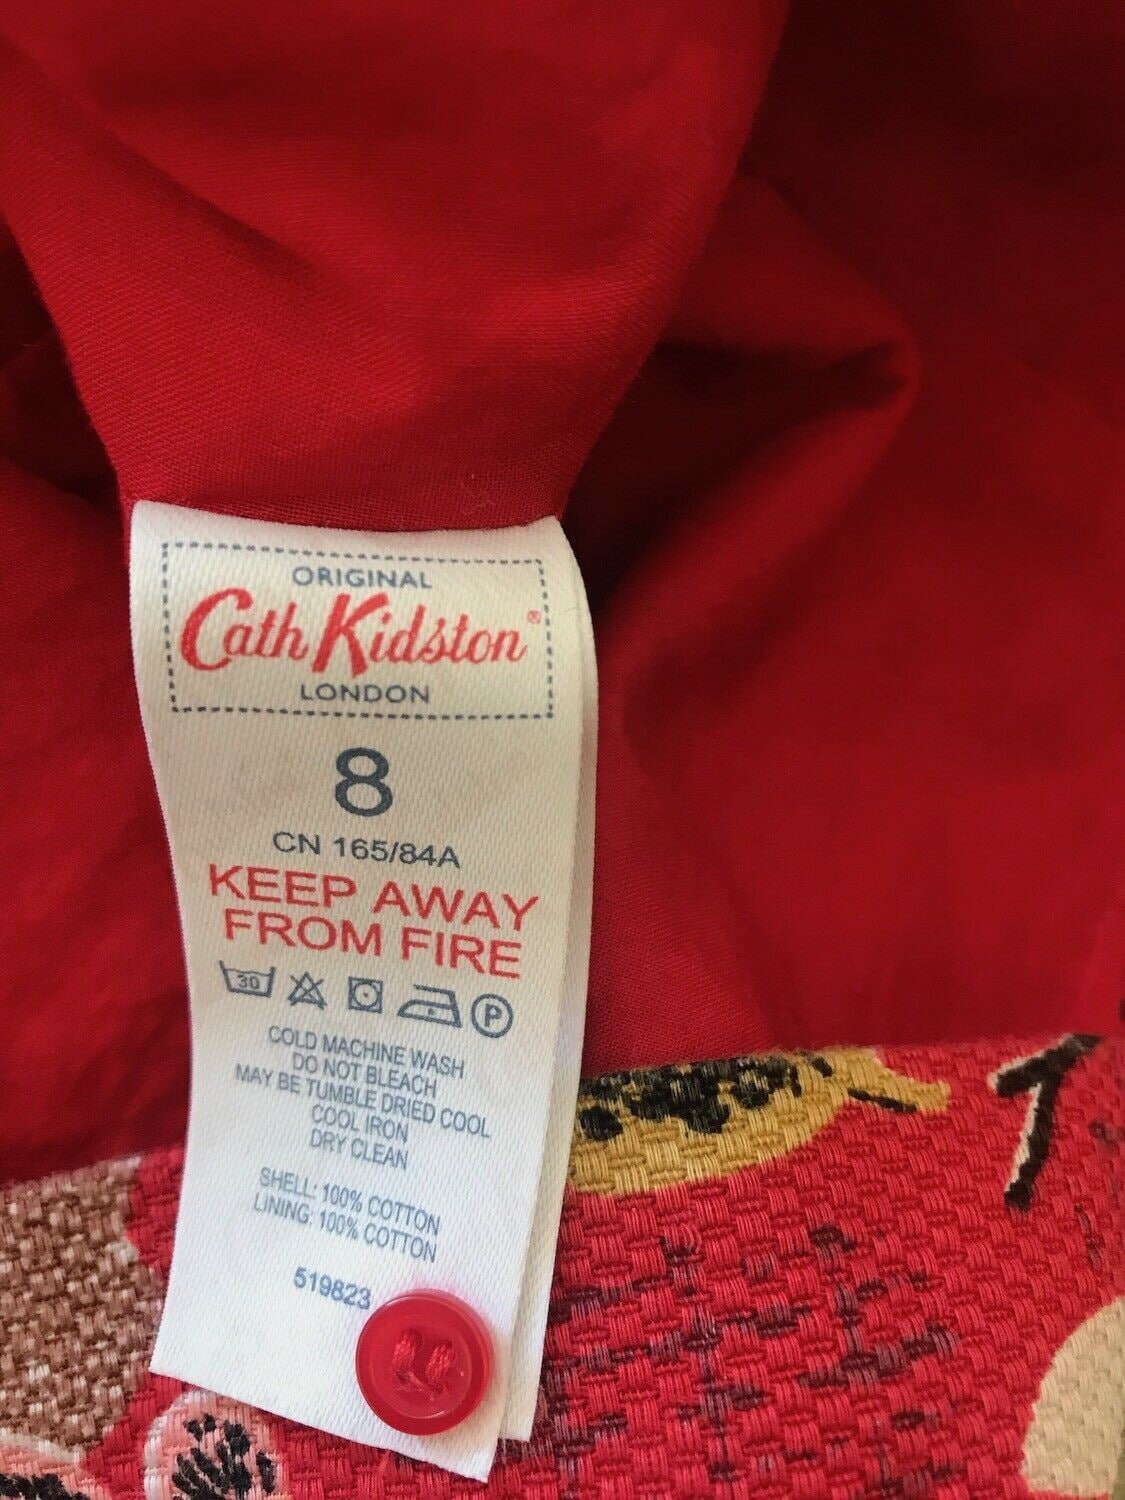 ORIGINAL
Cath Kidston®
LONDON
8
CN 165/84A
KEEP AWAY
FROM FIRE
30
P
COLD MACHINE WASH
DO NOT BLEACH
MAY BE TUMBLE DRIED COOL
COOL IRON
DRY CLEAN
SHELL: 100% COTTON
LINING: 100% COTTON
519823